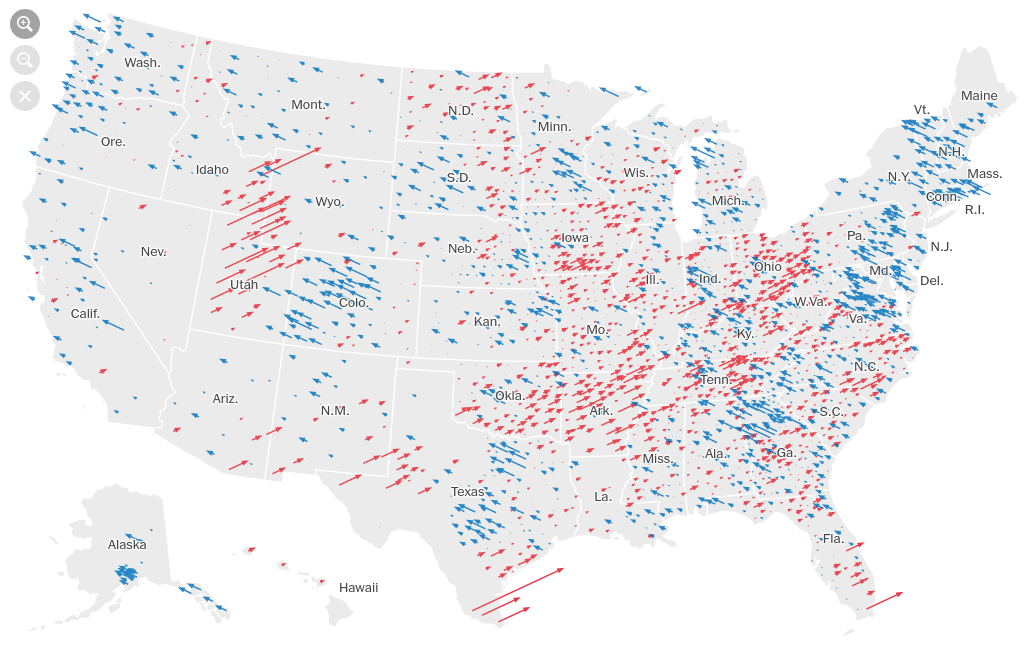 Wash.
Mont.
N.D.
Minn.
Vt.
Maine
Ore.
Idaho
S.D.
Wis.
N.H.
Mass.
Wyo.
Mich.
N.Y.
Conn.
R.I.
Nev.
Neb.
Iowa
Pa.
N.J.
Utah
Colo.
Ill.
Ind.
Ohio
Md.
Del.
Calif.
Kan.
Mo.
Ky.
W.Va.
Va.
Ariz.
N.M.
Okla.
Ark.
Tenn.
N.C.
S.C.
Texas
La.
Miss.
Ala.
Ga.
Alaska
Hawaii
Fla.